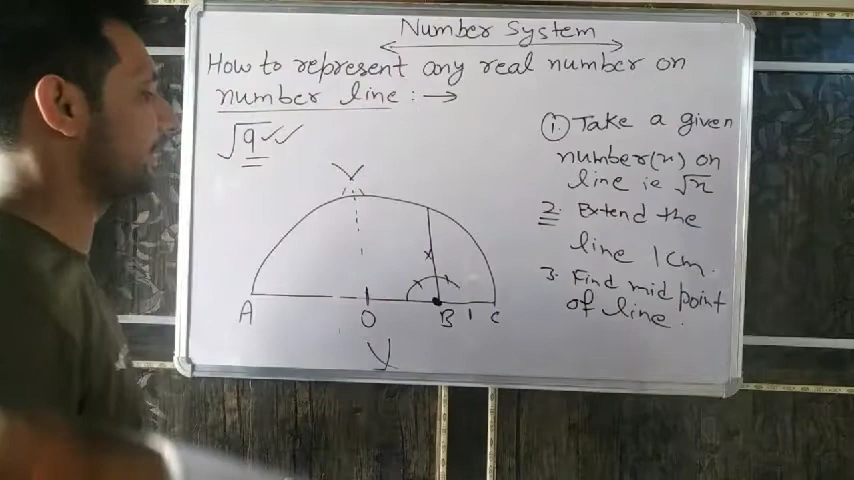 Number System
How to represent any real number on
number line : →
√9
① Take a given
number(n) on
line ie √n
2. Extend the
line 1cm.
3. Find mid point
of line.
A O B 1 C